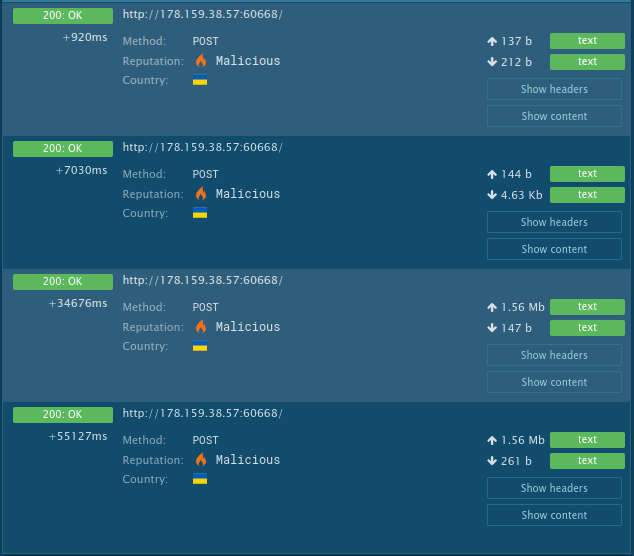 200: OK http://178.159.38.57:60668/
+920ms Method: POST 137 b text
Reputation: Malicious 212 b text
Country:
Show headers
Show content
200: OK http://178.159.38.57:60668/
+7030ms Method: POST 144 b text
Reputation: Malicious 4.63 Kb text
Country:
Show headers
Show content
200: OK http://178.159.38.57:60668/
+34676ms Method: POST 1.56 Mb text
Reputation: Malicious 147 b text
Country:
Show headers
Show content
200: OK http://178.159.38.57:60668/
+55127ms Method: POST 1.56 Mb text
Reputation: Malicious 261 b text
Country:
Show headers
Show content